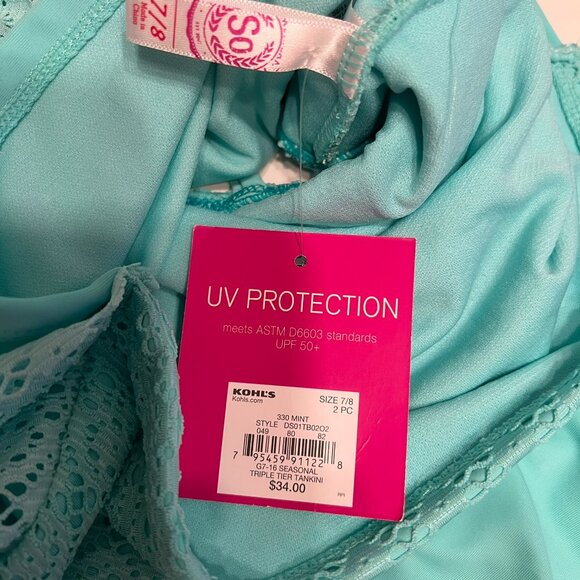 7/8
Made in
China
So
UV PROTECTION
meets ASTM D6603 standards
UPF 50+
KOHL'S
Kohls.com
SIZE 7/8
2 PC
330 MINT
STYLE DS01TB02O2
049 80 82
7 95459 91122 8
G7-16 SEASONAL
TRIPLE TIER TANKINI
$34.00
RPI